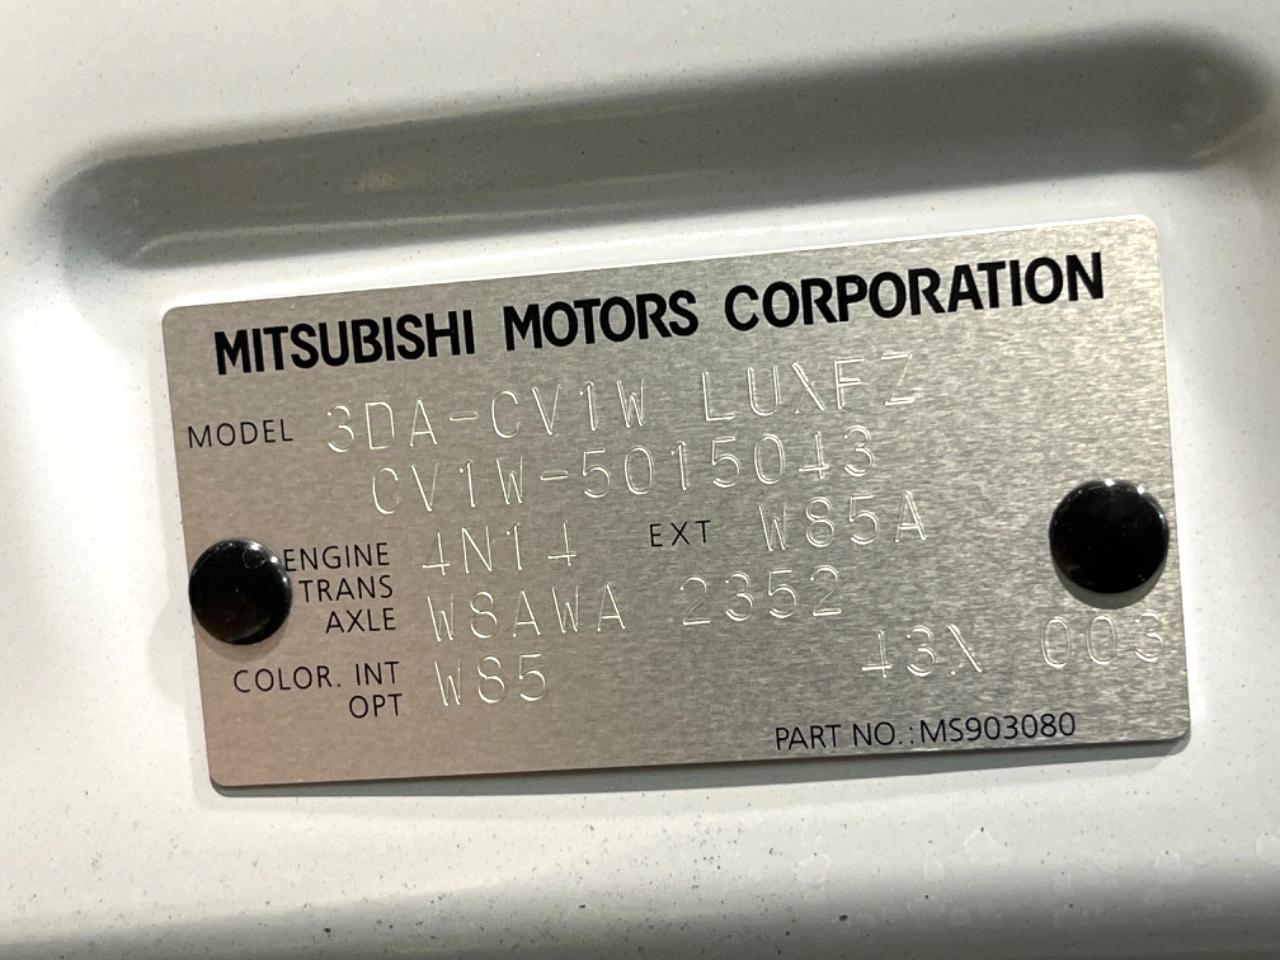 MITSUBISHI MOTORS CORPORATION
MODEL 3DA-CV1W LUXFZ
CV1W-5015043
ENGINE 4N14 EXT W85A
TRANS
AXLE W8AWA 2352
COLOR. INT W85 43X 003
OPT
PART NO.:MS903080